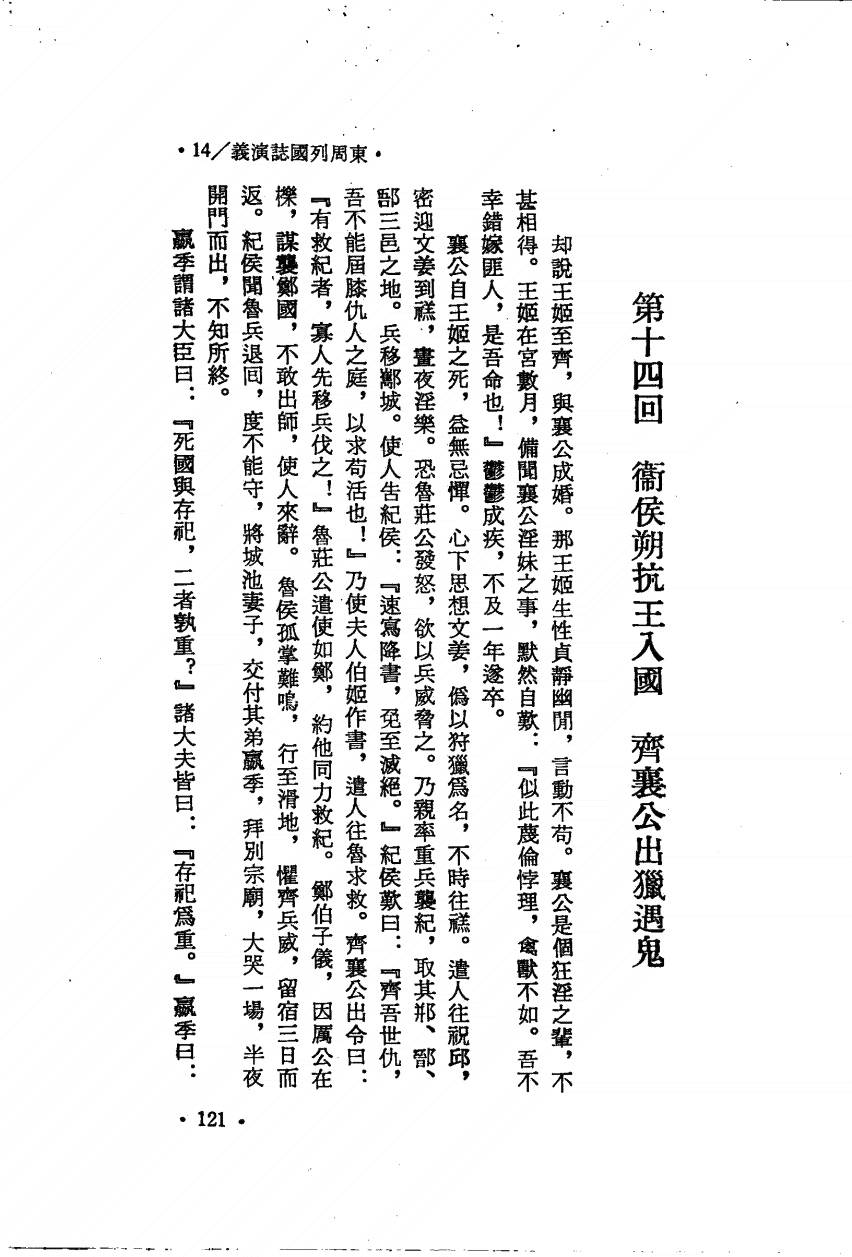 •東周列國誌演義/14•
第十四回　衞侯朔抗王入國　齊襄公出獵遇鬼
却說王姬至齊，與襄公成婚。那王姬生性貞靜幽閒，言動不苟。襄公是個狂淫之輩，不
甚相得。王姬在宮數月，備聞襄公淫妹之事，默然自歎：『似此蔑倫悖理，禽獸不如。吾不
幸錯嫁匪人，是吾命也！』鬱鬱成疾，不及一年遂卒。
襄公自王姬之死，益無忌憚。心下思想文姜，僞以狩獵爲名，不時往禚。遣人往祝邱，
密迎文姜到禚，晝夜淫樂。恐魯莊公發怒，欲以兵威脅之。乃親率重兵襲紀，取其郱、鄑、
郚三邑之地。兵移酅城。使人告紀侯：『速寫降書，免至滅絕。』紀侯歎曰：『齊吾世仇，
吾不能屈膝仇人之庭，以求苟活也！』乃使夫人伯姬作書，遣人往魯求救。齊襄公出令曰：
『有救紀者，寡人先移兵伐之！』魯莊公遣使如鄭，約他同力救紀。鄭伯子儀，因厲公在
櫟，謀襲鄭國，不敢出師，使人來辭。魯侯孤掌難鳴，行至滑地，懼齊兵威，留宿三日而
返。紀侯聞魯兵退回，度不能守，將城池妻子，交付其弟嬴季，拜別宗廟，大哭一場，半夜
開門而出，不知所終。
嬴季謂諸大臣曰：『死國與存祀，二者孰重？』諸大夫皆曰：『存祀爲重。』嬴季曰：
•121•